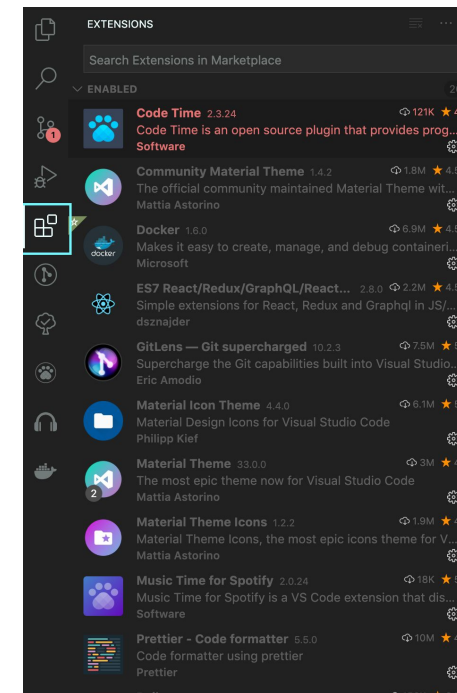 EXTENSIONS
Search Extensions in Marketplace
ENABLED
Code Time 2.3.24 121K
Code Time is an open source plugin that provides prog...
Software
1
Community Material Theme 1.4.2 1.8M 4.5
The official community maintained Material Theme wit...
Mattia Astorino
Docker 1.6.0 6.9M 4.5
docker
Makes it easy to create, manage, and debug containeri...
Microsoft
ES7 React/Redux/GraphQL/React... 2.8.0 2.2M
Simple extensions for React, Redux and Graphql in JS/...
dsznajder
GitLens — Git supercharged 10.2.3 7.5M
Supercharge the Git capabilities built into Visual Studio...
Eric Amodio
Material Icon Theme 4.4.0 6.1M
Material Design Icons for Visual Studio Code
Philipp Kief
Material Theme 33.0.0 3M
The most epic theme now for Visual Studio Code
2
Mattia Astorino
Material Theme Icons 1.2.2 1.9M
Material Theme Icons, the most epic icons theme for V...
Mattia Astorino
Music Time for Spotify 2.0.24 18K
Music Time for Spotify is a VS Code extension that dis...
Software
Prettier - Code formatter 5.5.0 10M
Code formatter using prettier
Prettier